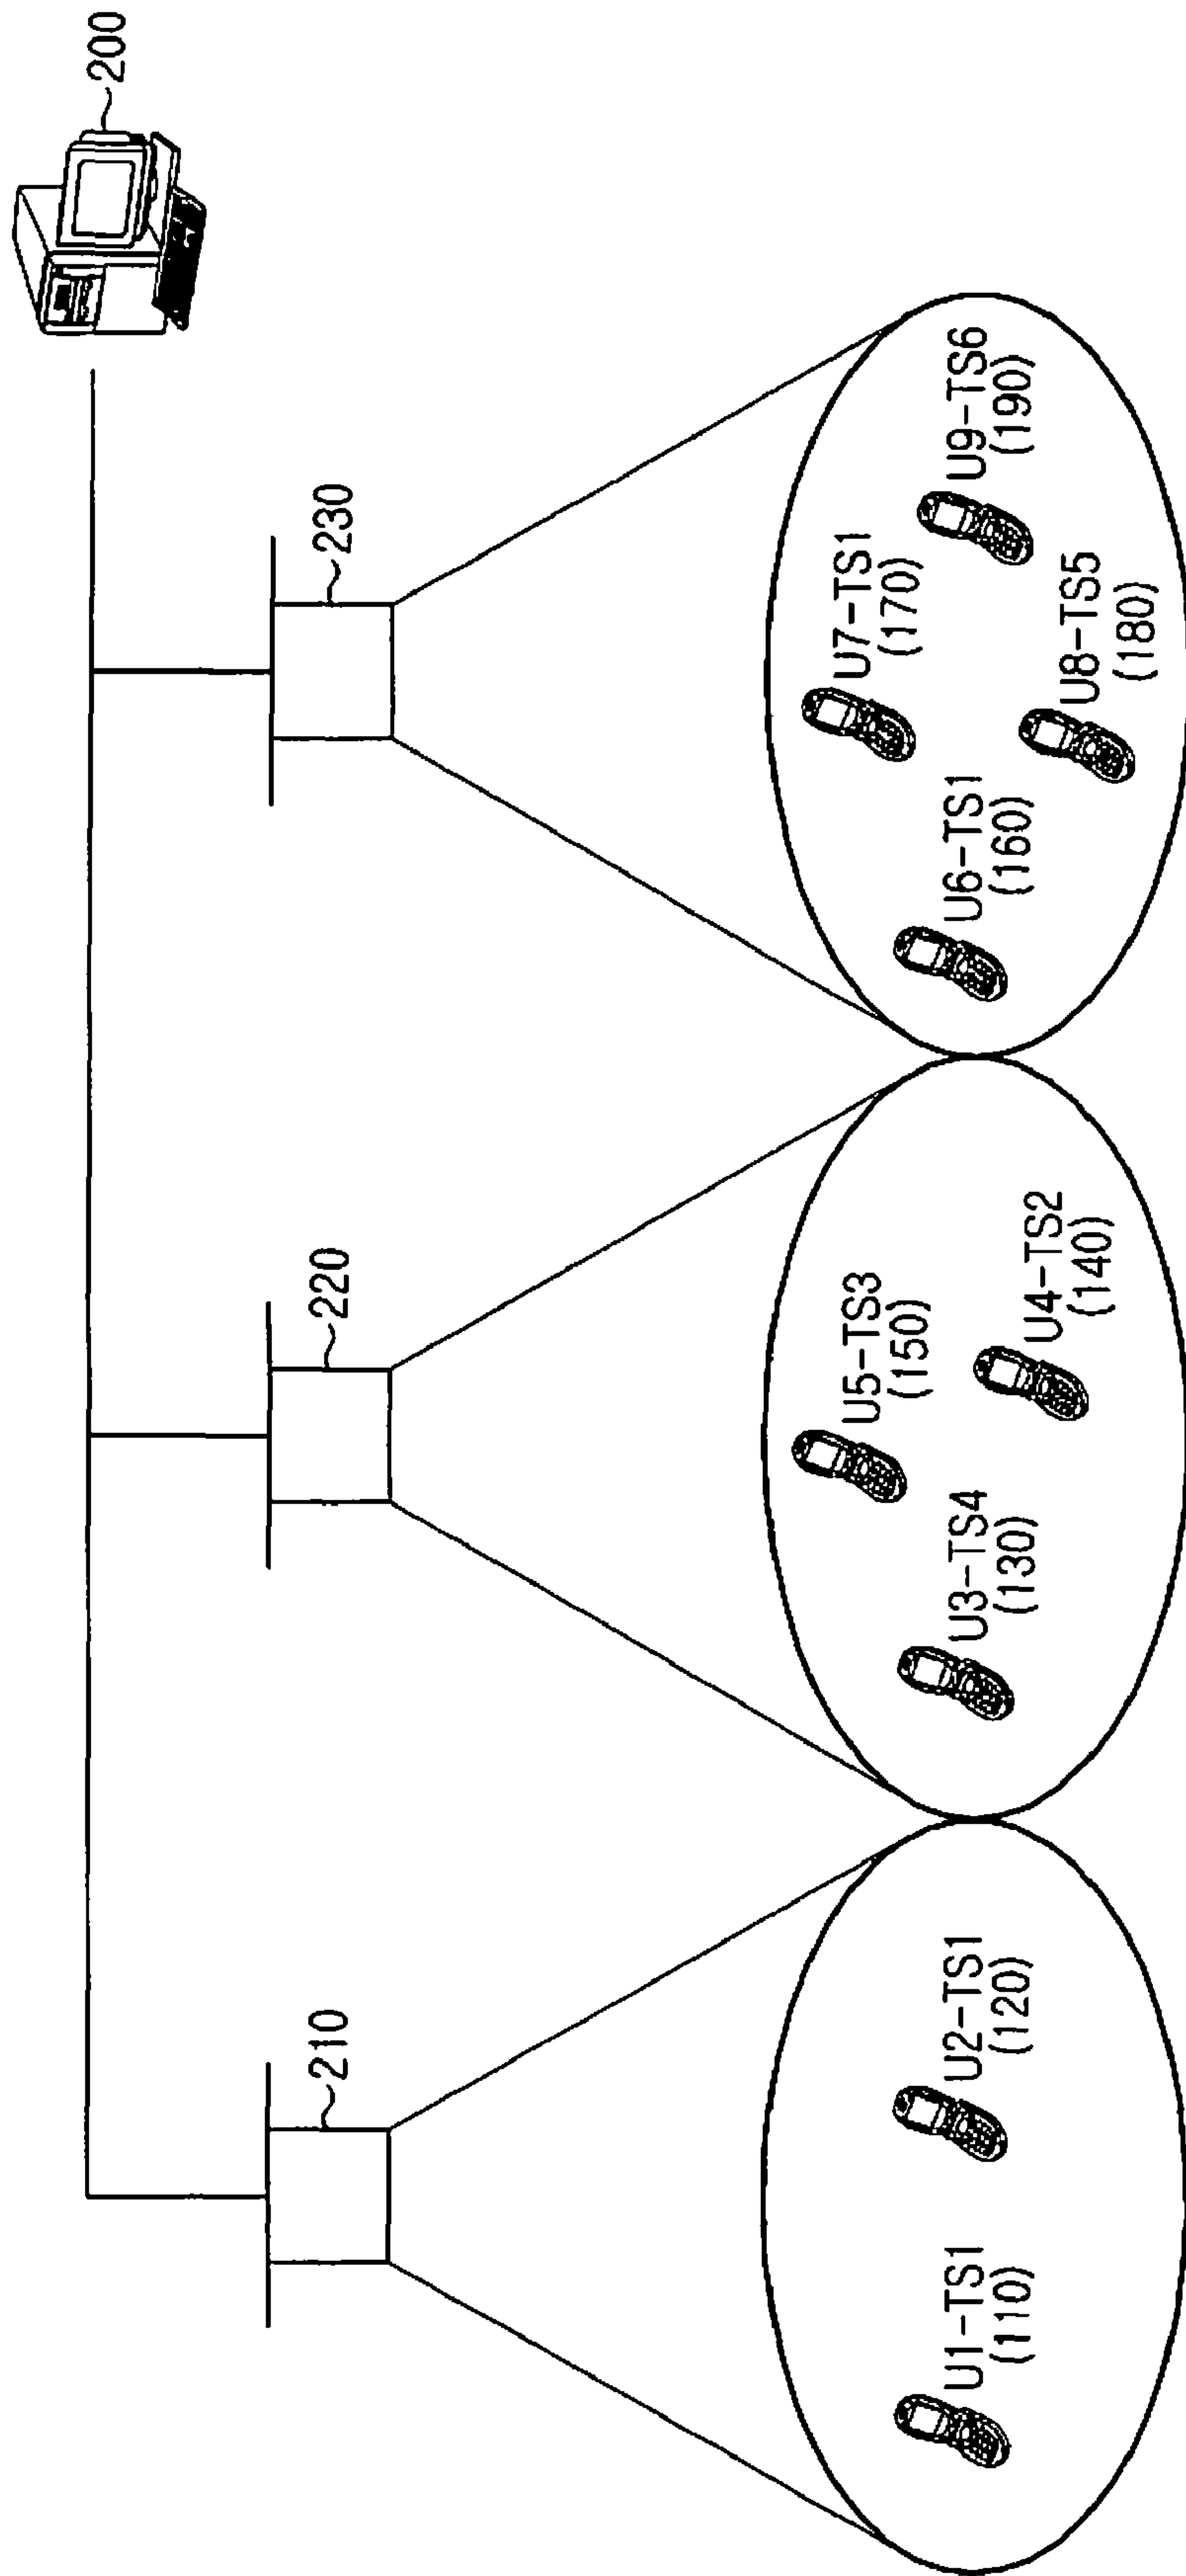 200
210
220
230
U1-TS1
(110)
U2-TS1
(120)
U3-TS4
(130)
U5-TS3
(150)
U4-TS2
(140)
U6-TS1
(160)
U7-TS1
(170)
U8-TS5
(180)
U9-TS6
(190)